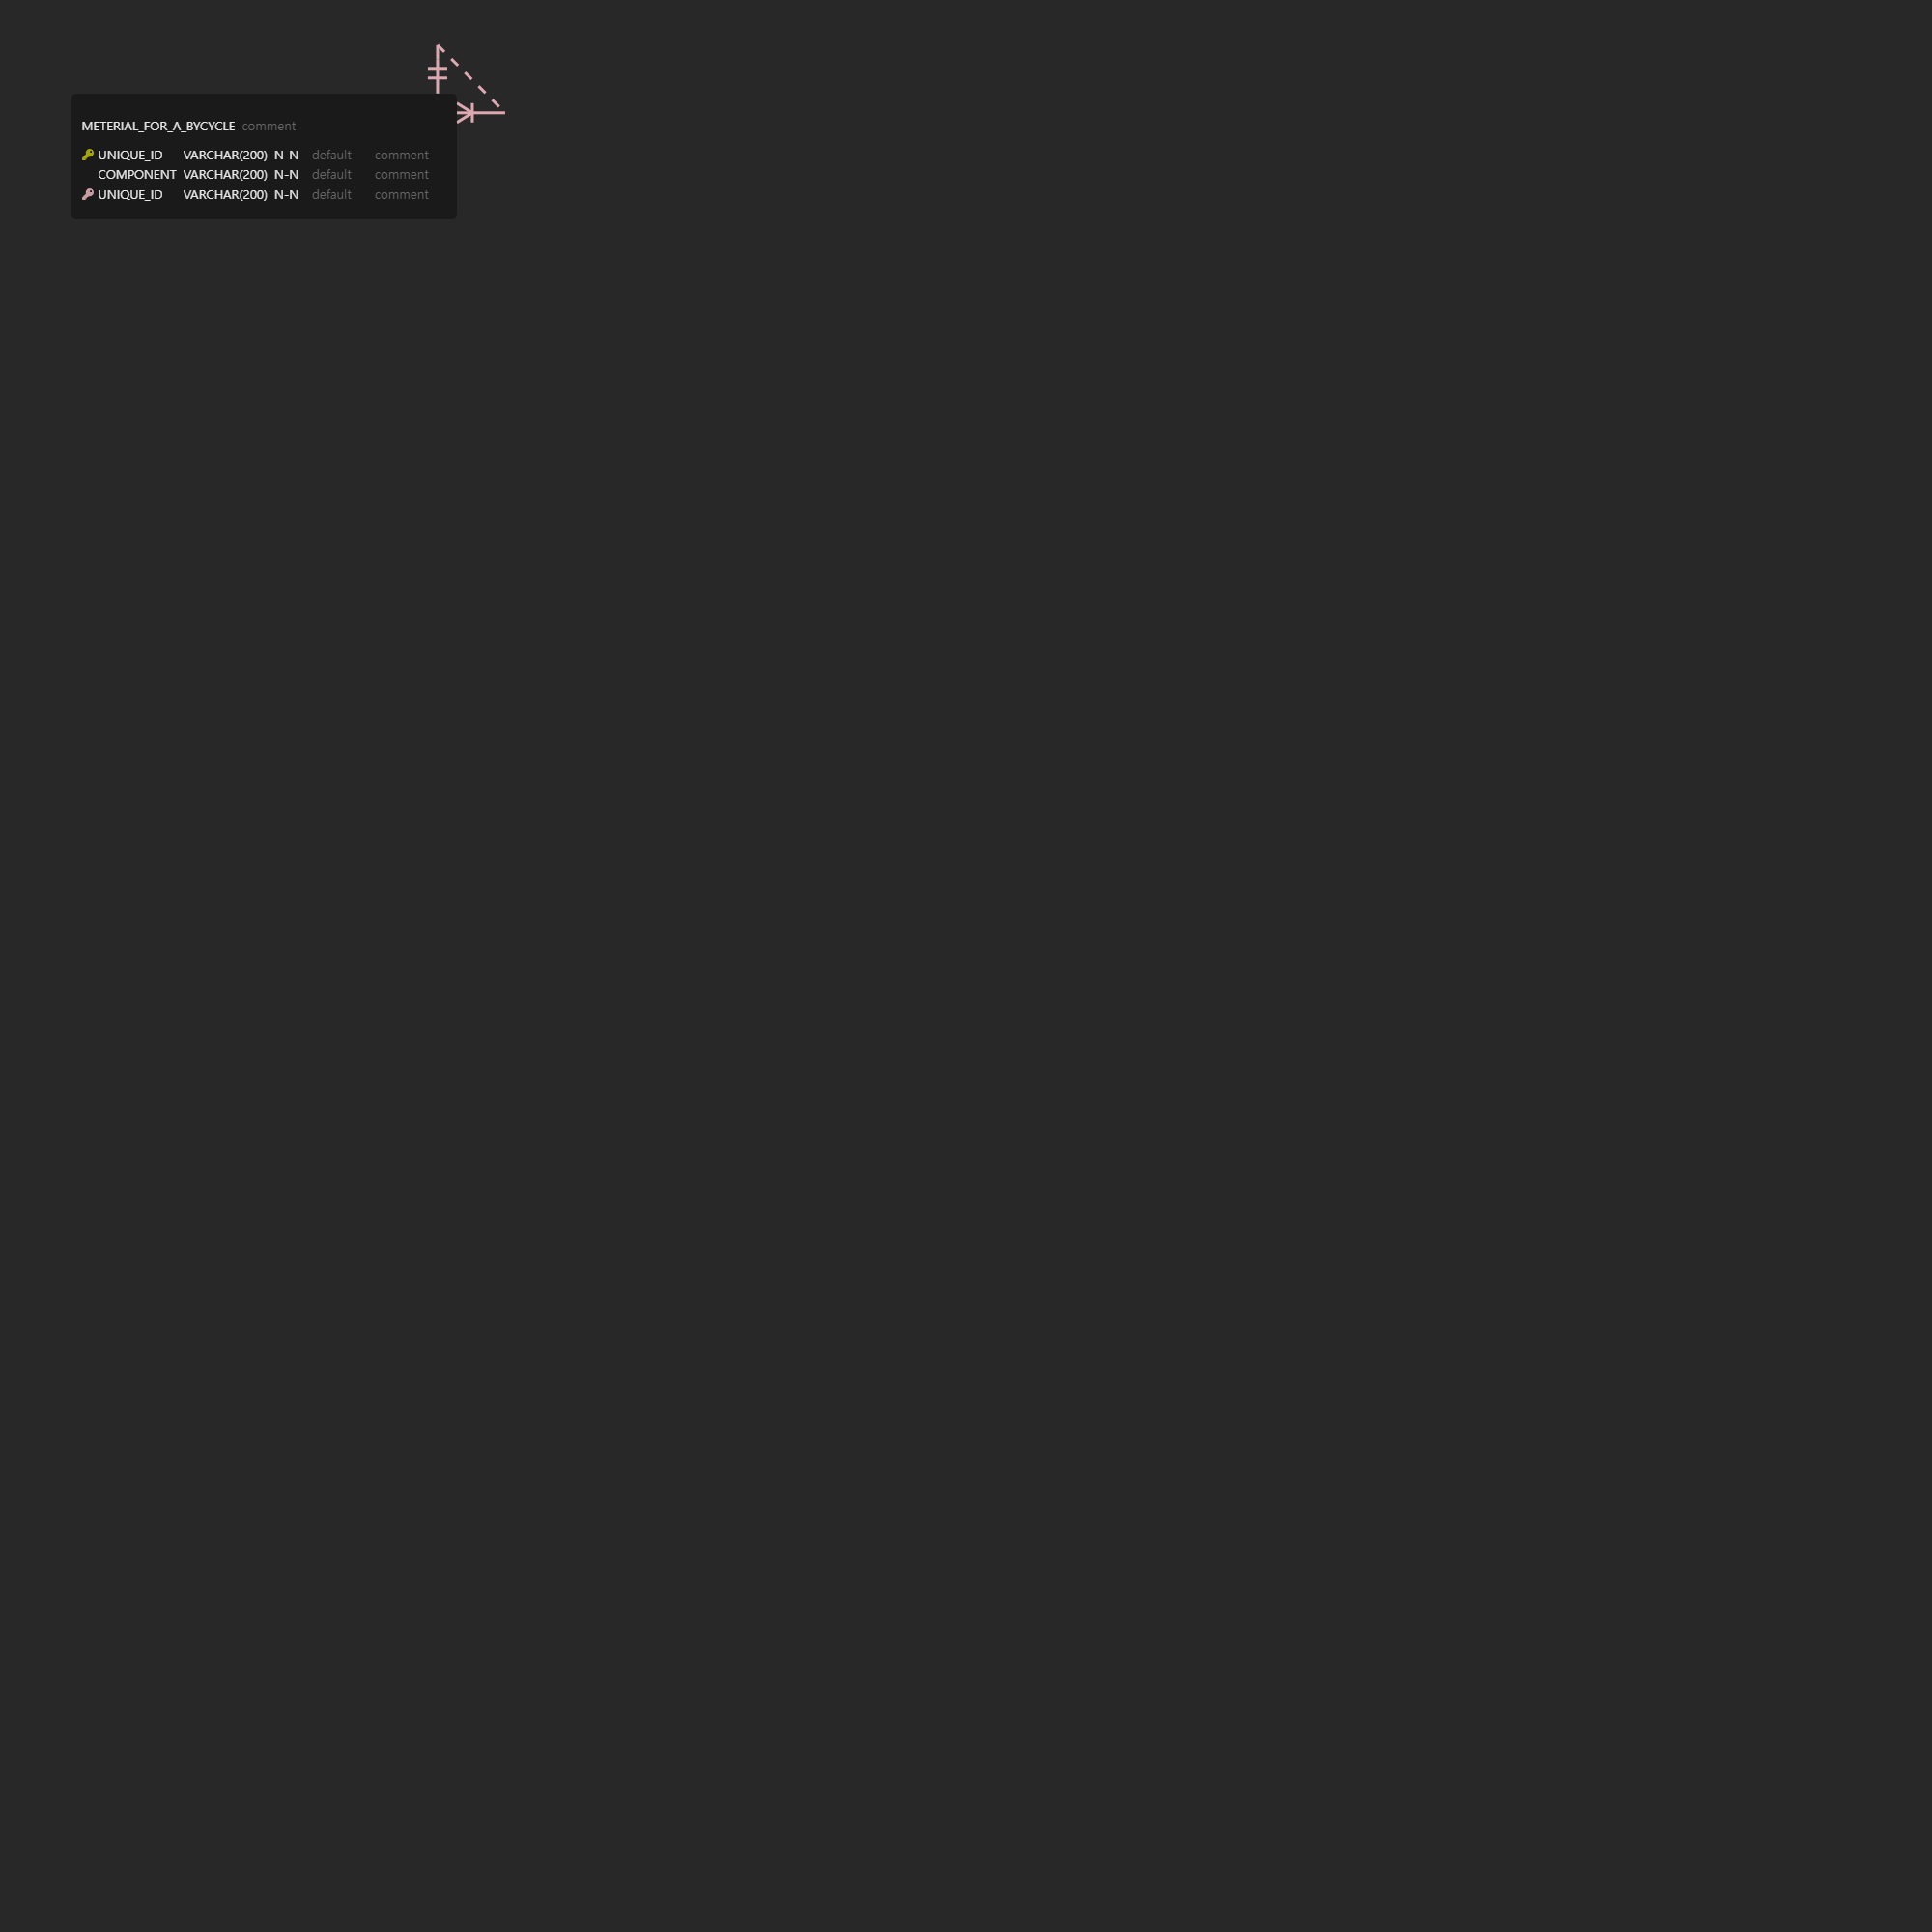 METERIAL_FOR_A_BYCYCLE comment
UNIQUE_ID VARCHAR(200) N-N default comment
COMPONENT VARCHAR(200) N-N default comment
UNIQUE_ID VARCHAR(200) N-N default comment